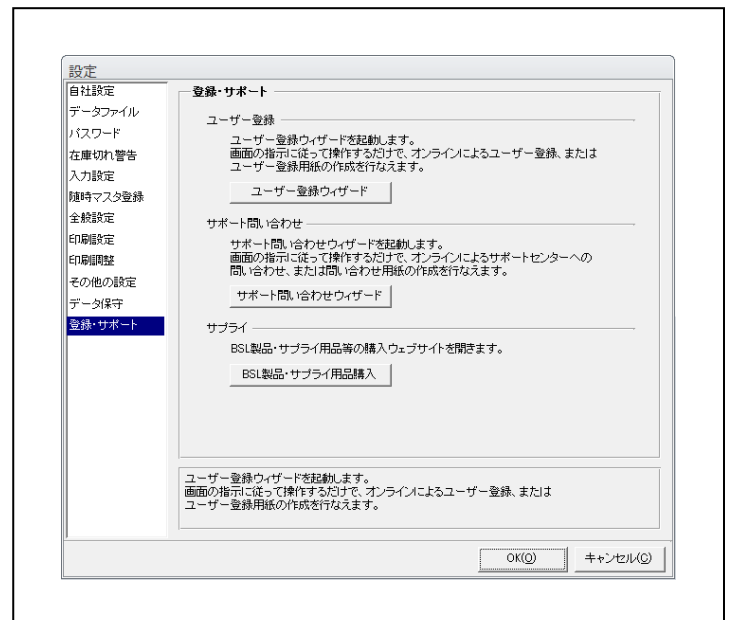 設定
自社設定
データファイル
パスワード
在庫切れ警告
入力設定
随時マスタ登録
全般設定
印刷設定
印刷調整
その他の設定
データ保守
登録・サポート
登録・サポート
ユーザー登録
ユーザー登録ウィザードを起動します。
画面の指示に従って操作するだけで、オンラインによるユーザー登録、または
ユーザー登録用紙の作成を行なえます。
ユーザー登録ウィザード
サポート問い合わせ
サポート問い合わせウィザードを起動します。
画面の指示に従って操作するだけで、オンラインによるサポートセンターへの
問い合わせ、または問い合わせ用紙の作成を行なえます。
サポート問い合わせウィザード
サプライ
BSL製品・サプライ用品等の購入ウェブサイトを開きます。
BSL製品・サプライ用品購入
ユーザー登録ウィザードを起動します。
画面の指示に従って操作するだけで、オンラインによるユーザー登録、または
ユーザー登録用紙の作成を行なえます。
OK(O)
キャンセル(C)